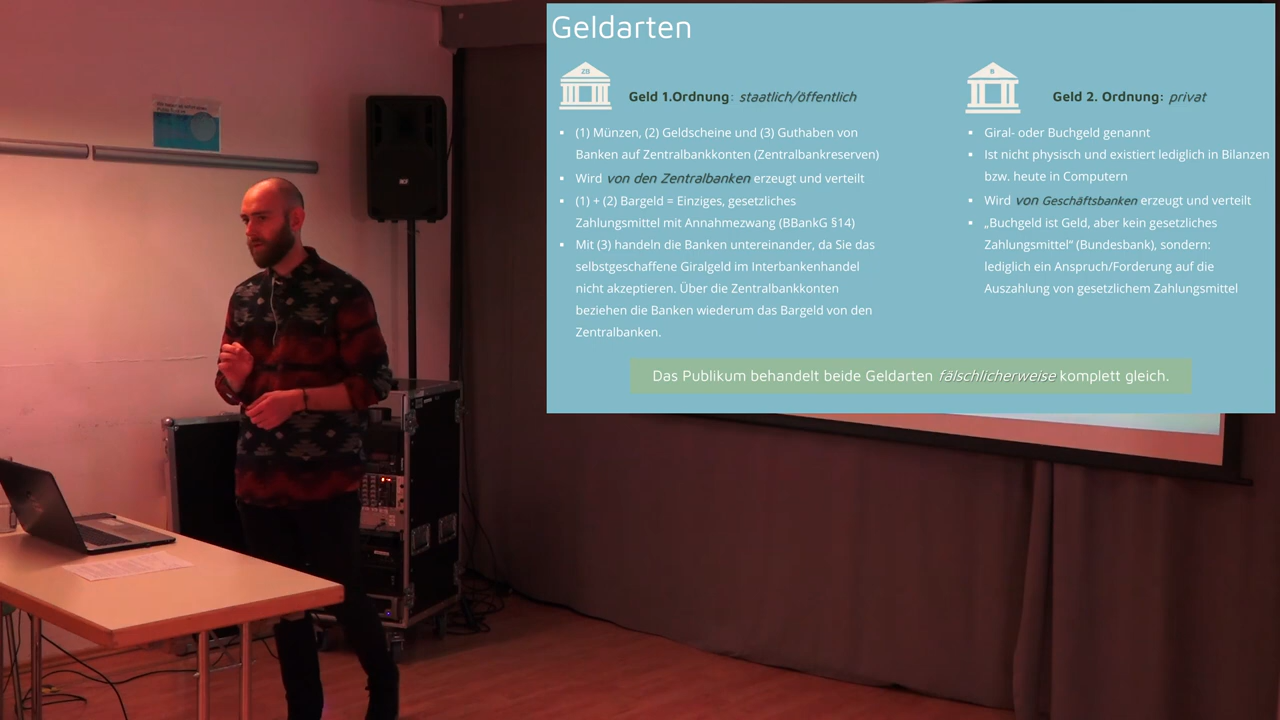 Geldarten
ZB
Geld 1.Ordnung: staatlich/öffentlich
(1) Münzen, (2) Geldscheine und (3) Guthaben von
Banken auf Zentralbankkonten (Zentralbankreserven)
Wird von den Zentralbanken erzeugt und verteilt
(1) + (2) Bargeld = Einziges, gesetzliches
Zahlungsmittel mit Annahmezwang (BBankG §14)
Mit (3) handeln die Banken untereinander, da Sie das
selbstgeschaffene Giralgeld im Interbankenhandel
nicht akzeptieren. Über die Zentralbankkonten
beziehen die Banken wiederum das Bargeld von den
Zentralbanken.
B
Geld 2. Ordnung: privat
Giral- oder Buchgeld genannt
Ist nicht physisch und existiert lediglich in Bilanzen
bzw. heute in Computern
Wird von Geschäftsbanken erzeugt und verteilt
„Buchgeld ist Geld, aber kein gesetzliches
Zahlungsmittel“ (Bundesbank), sondern:
lediglich ein Anspruch/Forderung auf die
Auszahlung von gesetzlichem Zahlungsmittel
Das Publikum behandelt beide Geldarten fälschlicherweise komplett gleich.